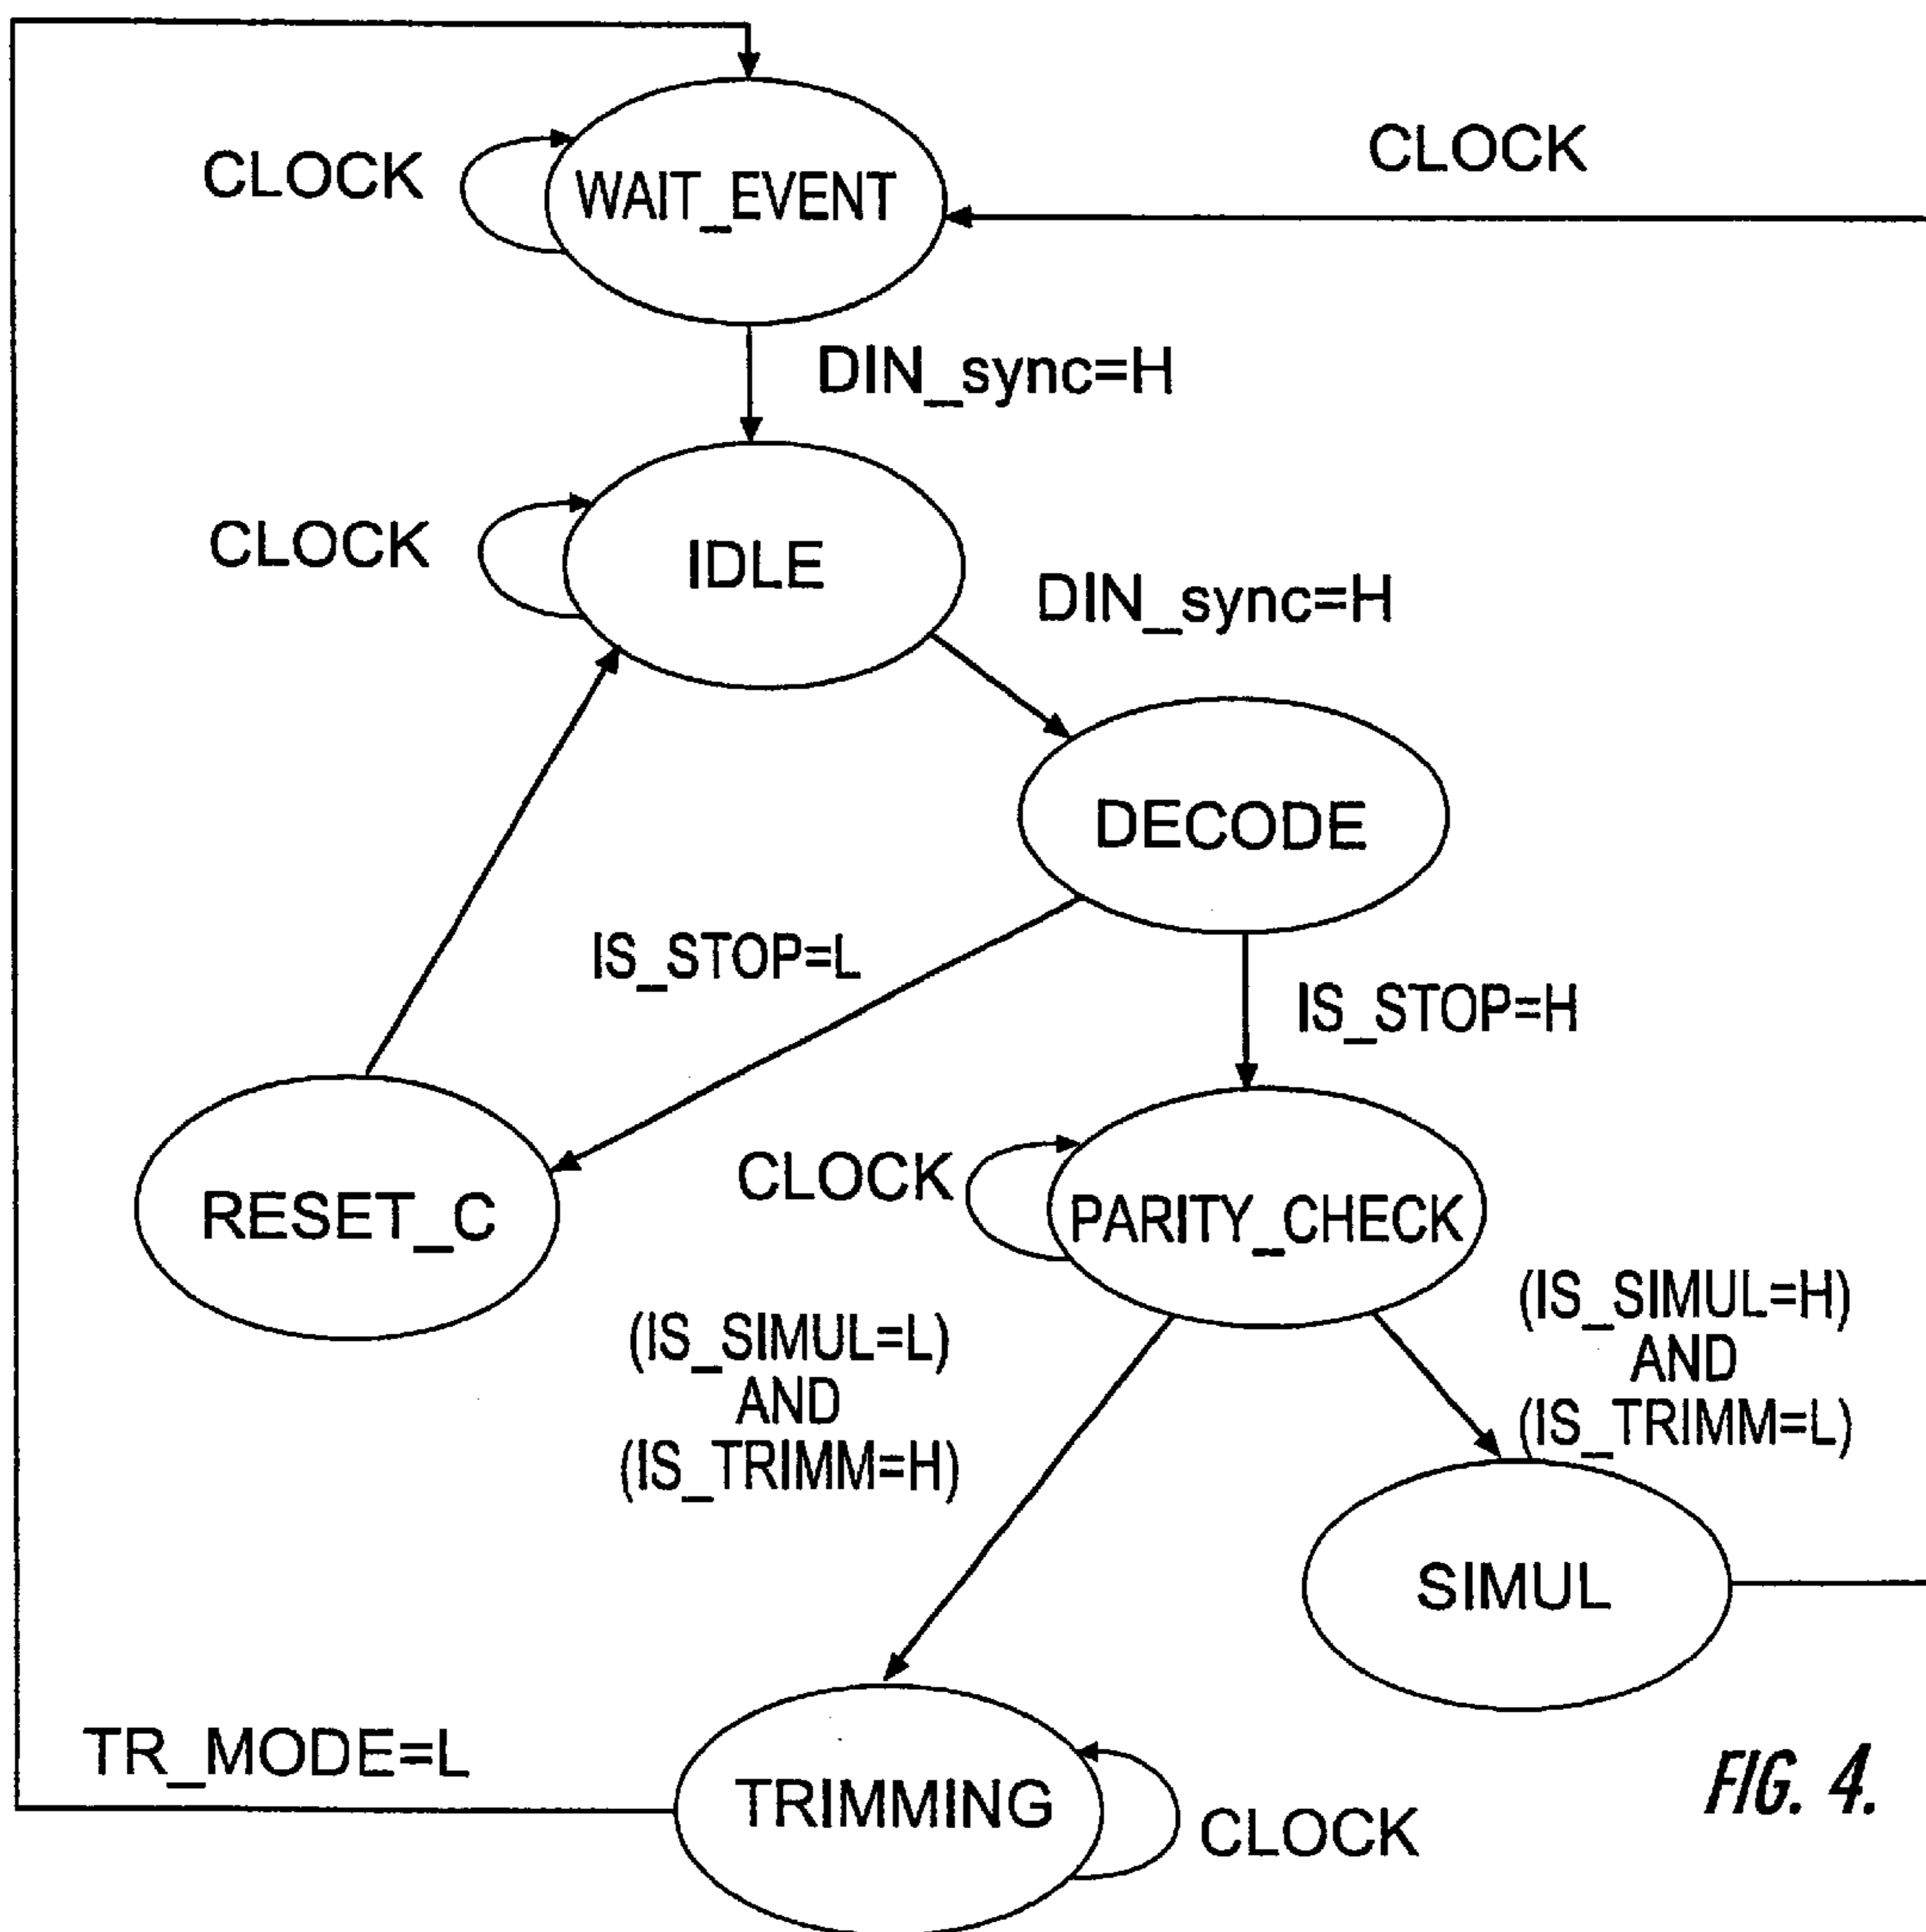 CLOCK
CLOCK
WAIT_EVENT
DIN_sync=H
CLOCK
IDLE
DIN_sync=H
DECODE
IS_STOP=L
IS_STOP=H
CLOCK
RESET_C
PARITY_CHECK
(IS_SIMUL=L)
AND
(IS_TRIMM=H)
(IS_SIMUL=H)
AND
(IS_TRIMM=L)
SIMUL
TR_MODE=L
TRIMMING
CLOCK
FIG. 4.